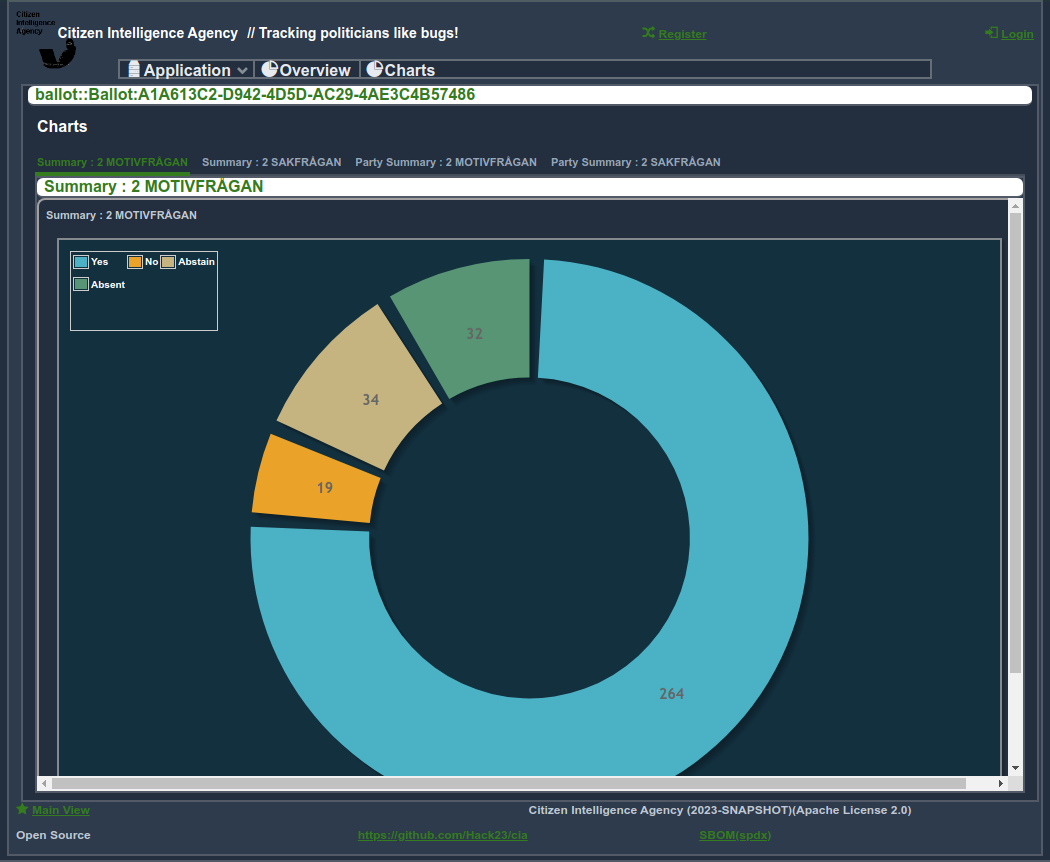 Citizen
Intelligence
Agency
Citizen Intelligence Agency // Tracking politicians like bugs!
Register
Login
Application
Overview
Charts
ballot::Ballot:A1A613C2-D942-4D5D-AC29-4AE3C4B57486
Charts
Summary : 2 MOTIVFRÅGAN
Summary : 2 SAKFRÅGAN
Party Summary : 2 MOTIVFRÅGAN
Party Summary : 2 SAKFRÅGAN
Summary : 2 MOTIVFRÅGAN
Summary : 2 MOTIVFRÅGAN
Yes
No
Abstain
Absent
32
34
19
264
Main View
Citizen Intelligence Agency (2023-SNAPSHOT)(Apache License 2.0)
Open Source
https://github.com/Hack23/cia
SBOM(spdx)